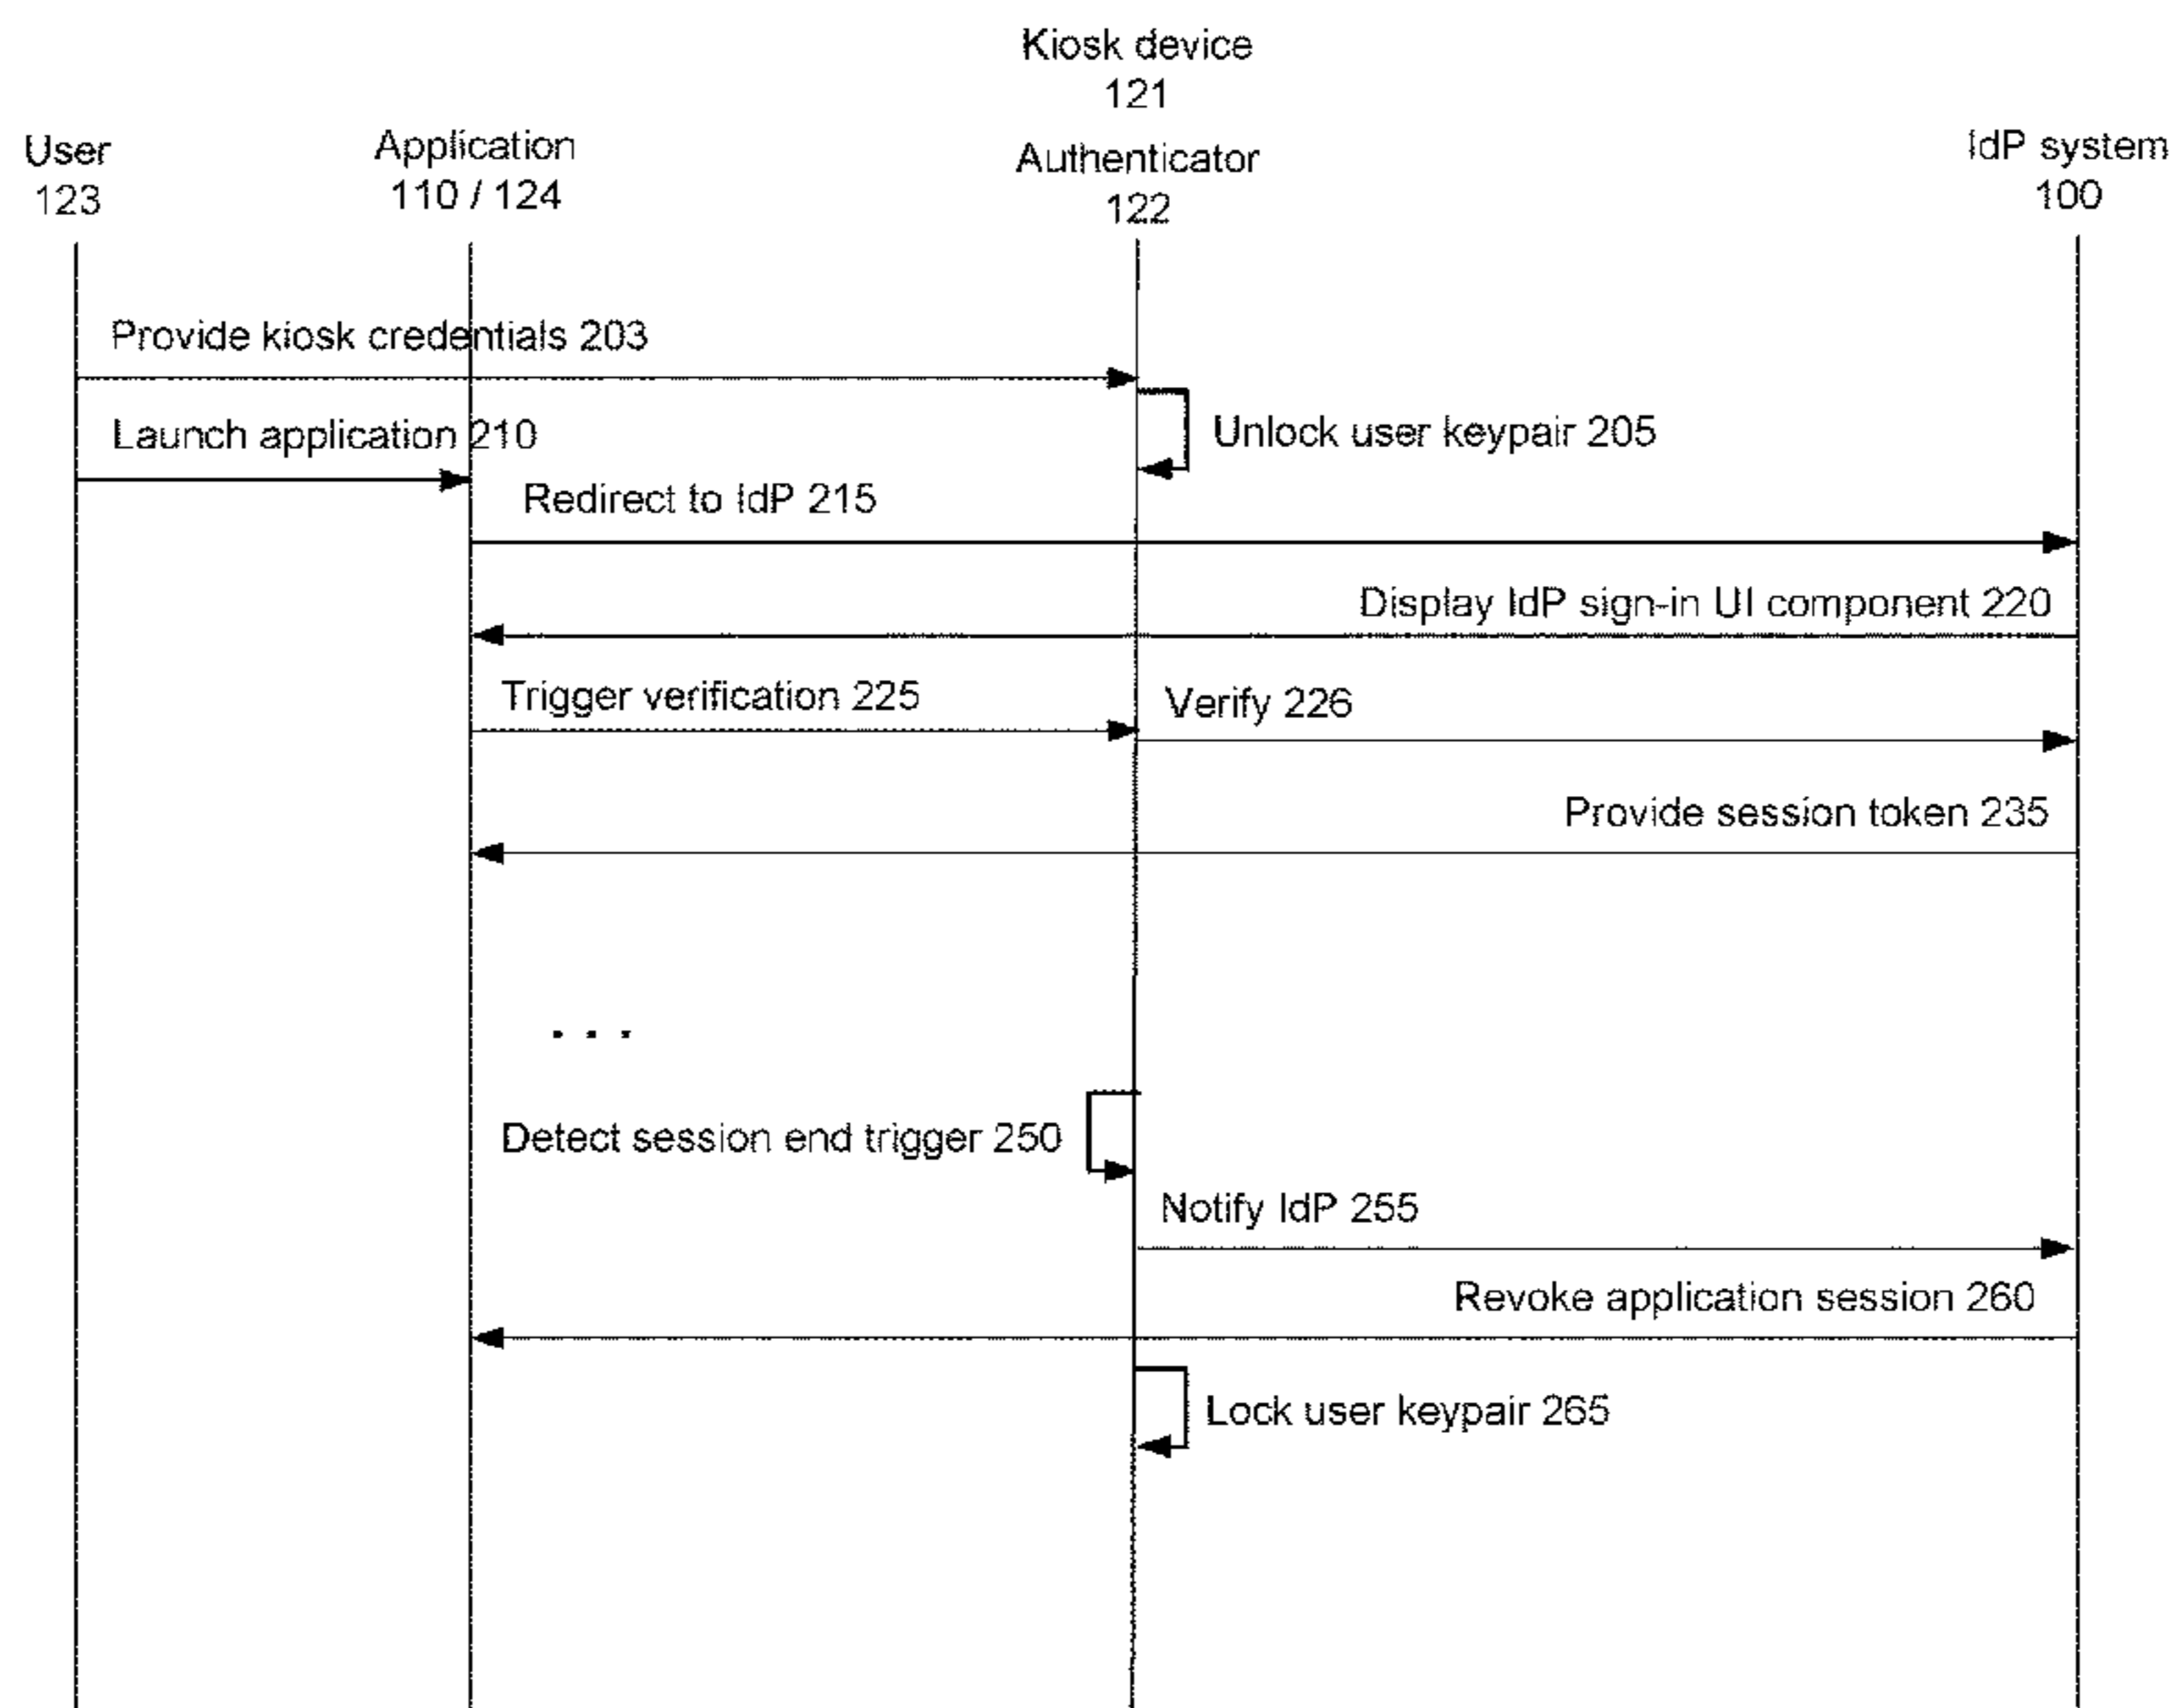 Kiosk device
121
User
123
Application
110 / 124
Authenticator
122
IdP system
100
Provide kiosk credentials 203
Launch application 210
Unlock user keypair 205
Redirect to IdP 215
Display IdP sign-in UI component 220
Trigger verification 225
Verify 226
Provide session token 235
. . .
Detect session end trigger 250
Notify IdP 255
Revoke application session 260
Lock user keypair 265